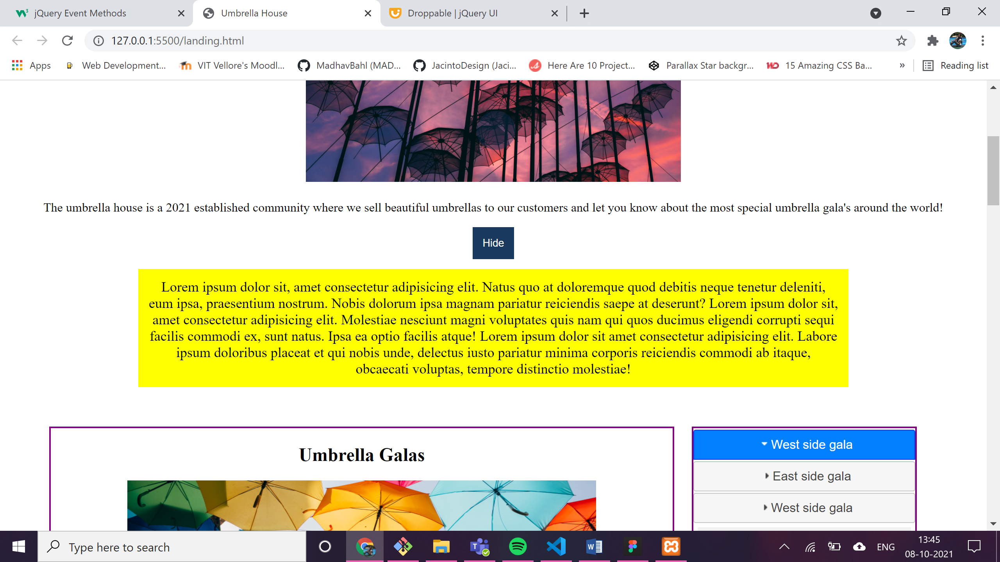 jQuery Event Methods
Umbrella House
Droppable | jQuery UI
127.0.0.1:5500/landing.html
Apps
Web Development...
VIT Vellore's Moodl...
MadhavBahl (MAD...
JacintoDesign (Jaci...
Here Are 10 Project...
Parallax Star backgr...
15 Amazing CSS Ba...
»
Reading list
The umbrella house is a 2021 established community where we sell beautiful umbrellas to our customers and let you know about the most special umbrella gala's around the world!
Hide
Lorem ipsum dolor sit, amet consectetur adipisicing elit. Natus quo at doloremque quod debitis neque tenetur deleniti,
eum ipsa, praesentium nostrum. Nobis dolorum ipsa magnam pariatur reiciendis saepe at deserunt? Lorem ipsum dolor sit,
amet consectetur adipisicing elit. Molestiae nesciunt magni voluptates quis nam qui quos ducimus eligendi corrupti sequi
facilis commodi ex, sunt natus. Ipsa ea optio facilis atque! Lorem ipsum dolor sit amet consectetur adipisicing elit. Labore
ipsum doloribus placeat et qui nobis unde, delectus iusto pariatur minima corporis reiciendis commodi ab itaque,
obcaecati voluptas, tempore distinctio molestiae!
Umbrella Galas
West side gala
East side gala
West side gala
Type here to search
ENG
13:45
08-10-2021